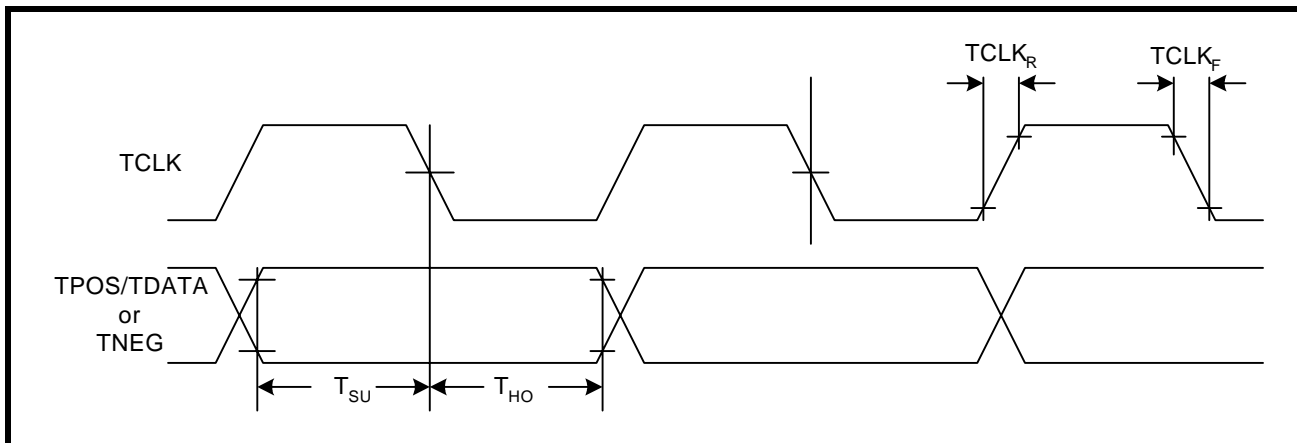 TCLK_R
TCLK_F
TCLK
TPOS/TDATA
or
TNEG
T_SU
T_HO